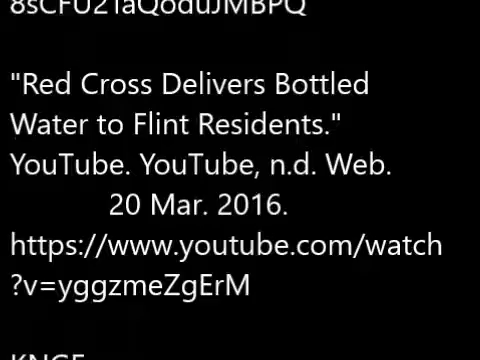 8sCFU21aQoduJMBPQ
"Red Cross Delivers Bottled
Water to Flint Residents."
YouTube. YouTube, n.d. Web.
20 Mar. 2016.
https://www.youtube.com/watch
?v=yggzmeZgErM